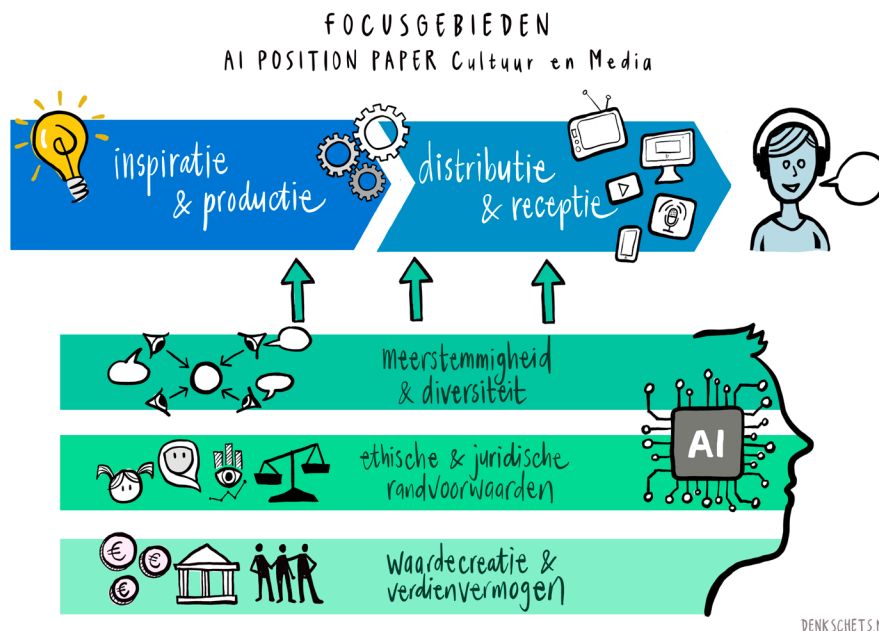 FOCUSGEBIEDEN
AI POSITION PAPER Cultuur en Media
inspiratie
& productie
distributie
& receptie
meerstemmigheid
& diversiteit
AI
ethische & juridische
randvoorwaarden
€
€
€
waardecreatie &
verdienvermogen